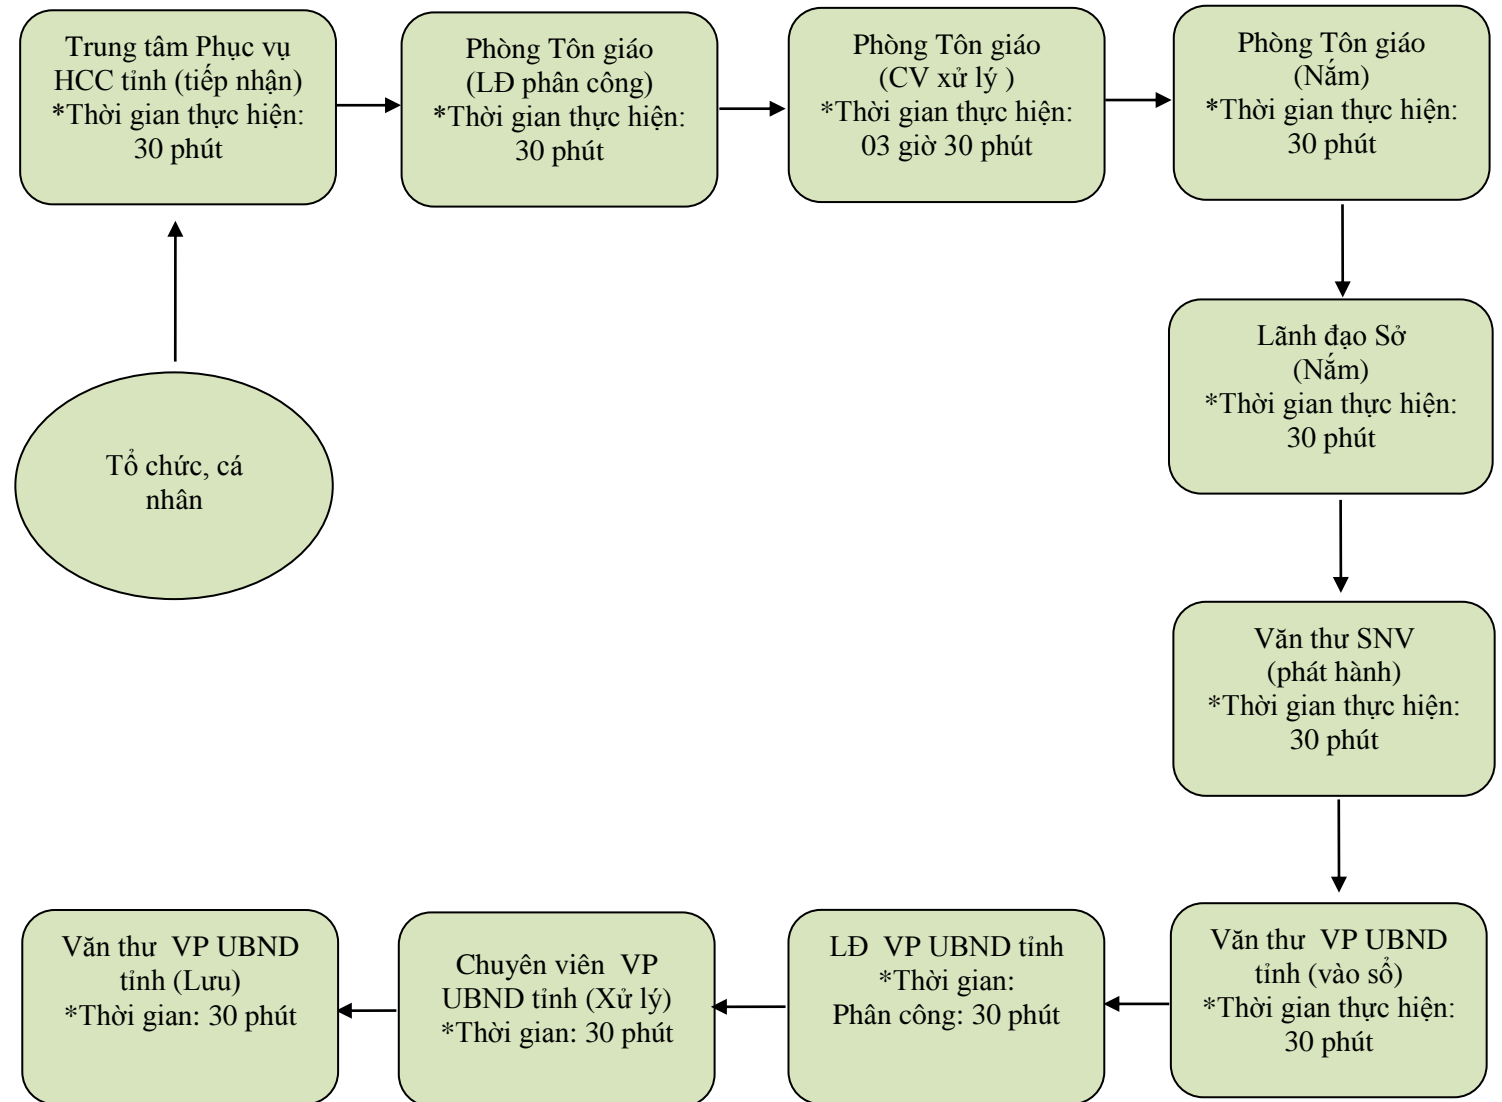 Trung tâm Phục vụ
HCC tỉnh (tiếp nhận)
*Thời gian thực hiện:
30 phút
Phòng Tôn giáo
(LĐ phân công)
*Thời gian thực hiện:
30 phút
Phòng Tôn giáo
(CV xử lý )
*Thời gian thực hiện:
03 giờ 30 phút
Phòng Tôn giáo
(Nắm)
*Thời gian thực hiện:
30 phút
Lãnh đạo Sở
(Nắm)
*Thời gian thực hiện:
30 phút
Tổ chức, cá
nhân
Văn thư SNV
(phát hành)
*Thời gian thực hiện:
30 phút
Văn thư VP UBND
tỉnh (vào sổ)
*Thời gian thực hiện:
30 phút
LĐ VP UBND tỉnh
*Thời gian:
Phân công: 30 phút
Chuyên viên VP
UBND tỉnh (Xử lý)
*Thời gian: 30 phút
Văn thư VP UBND
tỉnh (Lưu)
*Thời gian: 30 phút